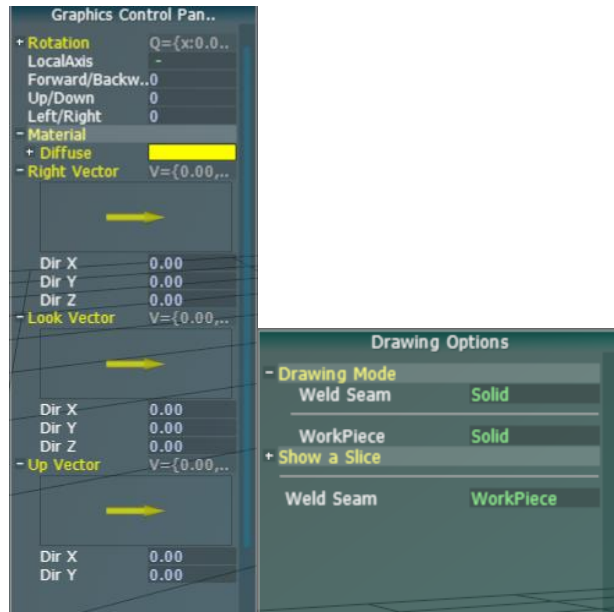 Graphics Control Pan..
+ Rotation Q={x:0.0..
LocalAxis -
Forward/Backw..0
Up/Down 0
Left/Right 0
- Material
+ Diffuse
- Right Vector V={0.00,..
Dir X 0.00
Dir Y 0.00
Dir Z 0.00
- Look Vector V={0.00,..
Dir X 0.00
Dir Y 0.00
Dir Z 0.00
- Up Vector V={0.00,..
Dir X 0.00
Dir Y 0.00
Drawing Options
- Drawing Mode
Weld Seam Solid
WorkPiece Solid
+ Show a Slice
Weld Seam WorkPiece